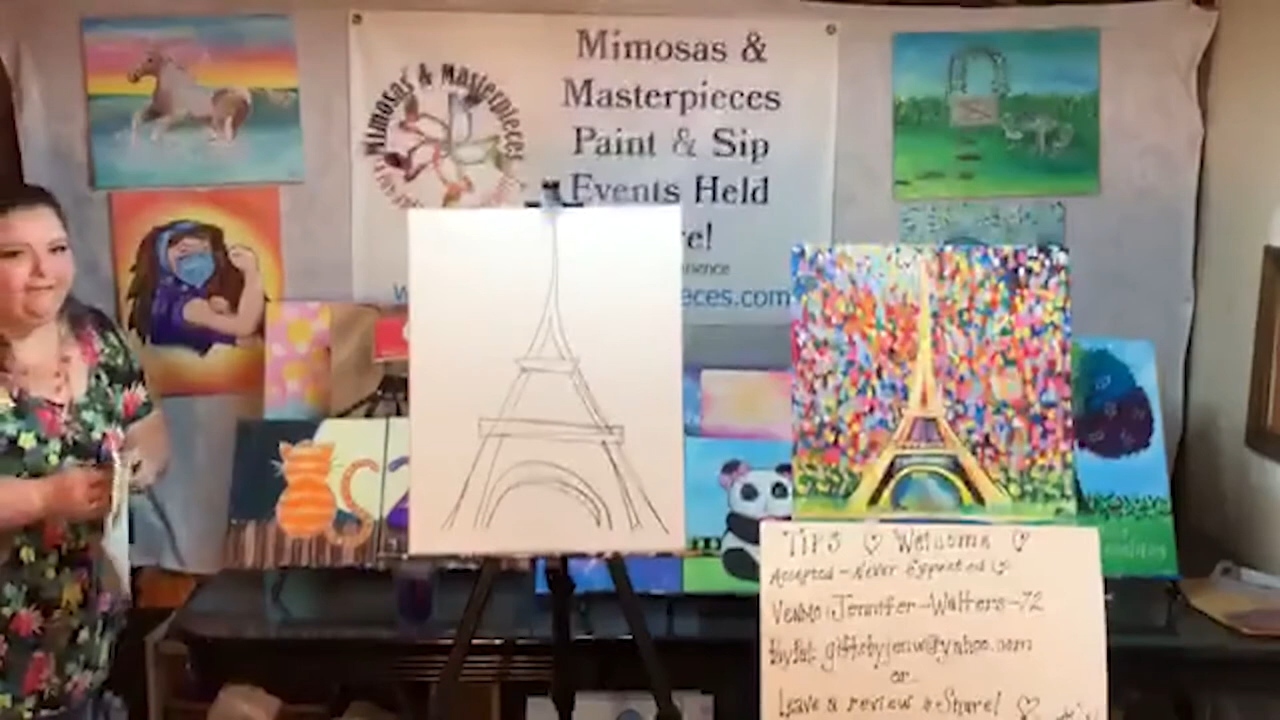 Mimosas & Masterpieces
Mimosas &
Masterpieces
Paint & Sip
Events Held
re!
eces.com
TIPS ♡ Welcome ♡
Accepted - Never Expected
Venmo: Jennifer-Walters-72
PayPal: giftsbyjenw@yahoo.com
or
Leave a review & Share! ♡